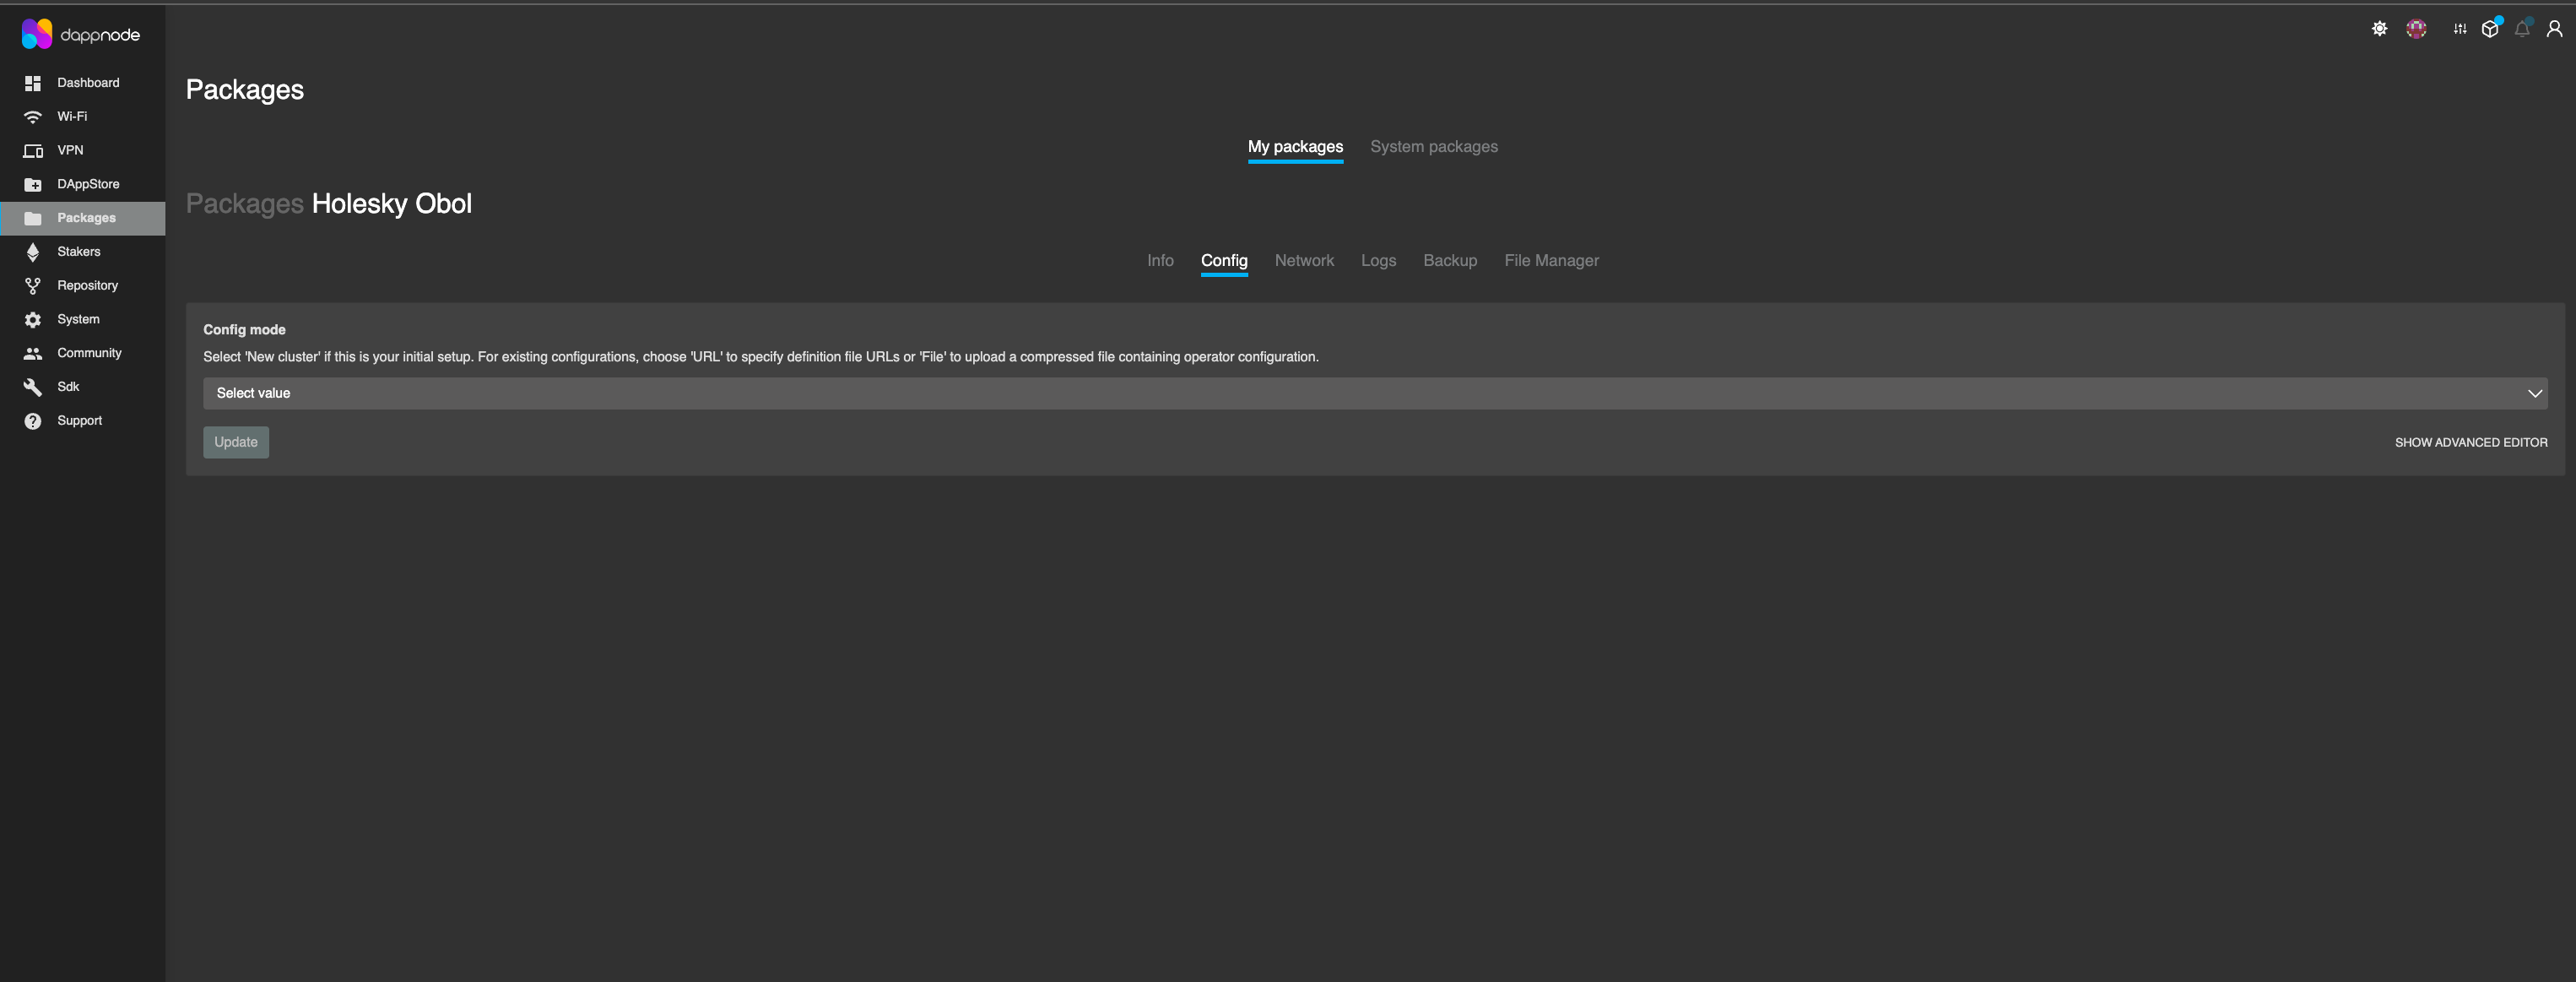 dappnode
Dashboard
Wi-Fi
VPN
DAppStore
Packages
Stakers
Repository
System
Community
Sdk
Support
Packages
My packages System packages
Packages Holesky Obol
Info Config Network Logs Backup File Manager
Config mode
Select 'New cluster' if this is your initial setup. For existing configurations, choose 'URL' to specify definition file URLs or 'File' to upload a compressed file containing operator configuration.
Select value
Update SHOW ADVANCED EDITOR